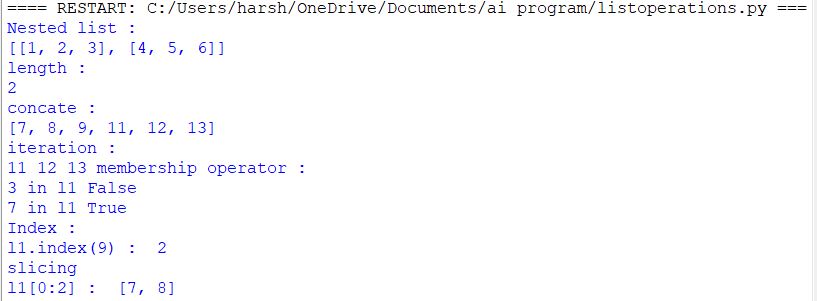 ==== RESTART: C:/Users/harsh/OneDrive/Documents/ai program/listoperations.py ===
Nested list :
[[1, 2, 3], [4, 5, 6]]
length :
2
concate :
[7, 8, 9, 11, 12, 13]
iteration :
11 12 13 membership operator :
3 in l1 False
7 in l1 True
Index :
l1.index(9) :  2
slicing
l1[0:2] :  [7, 8]